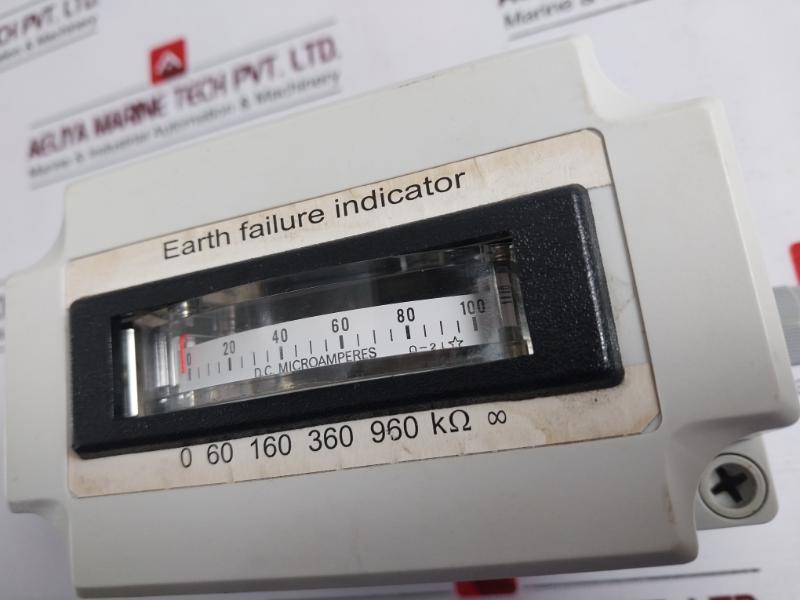 AELIYA MARINE TECH PVT. LTD.
Marine & Industrial Automation & Machinery
Earth failure indicator
0 20 40 60 80 100
D.C. MICROAMPERES
0 60 160 360 960 kΩ ∞